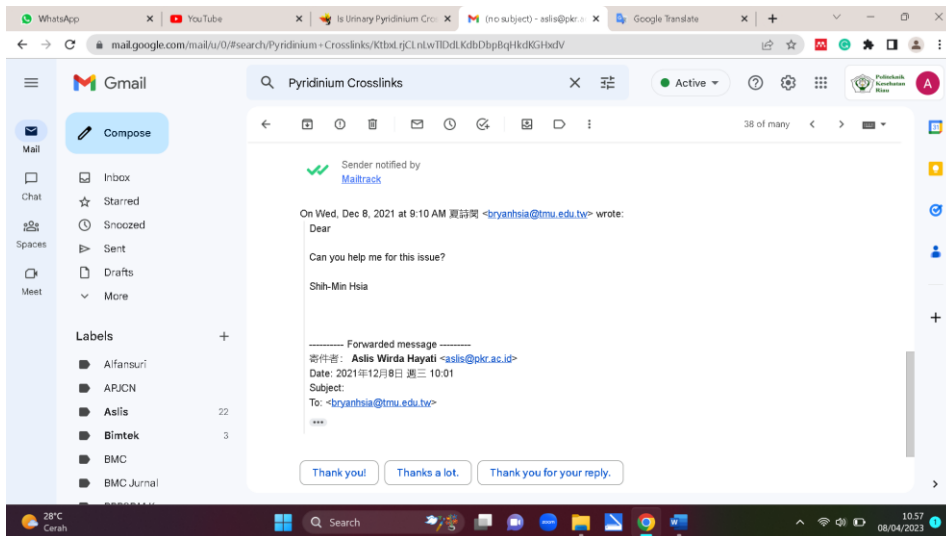 WhatsApp
YouTube
Is Urinary Pyridinium Cro
(no subject) - aslis@pkr.a
Google Translate
mail.google.com/mail/u/0/#search/Pyridinium+Crosslinks/KtbxLrjCLnLwTlDdLKdbDbpBqHkdKGHxdV
Gmail
Pyridinium Crosslinks
Active
Politeknik
Kesehatan
Riau
A
Mail
Chat
Spaces
Meet
Compose
Inbox
Starred
Snoozed
Sent
Drafts
More
Labels
Alfansuri
APJCN
Aslis 22
Bimtek 3
BMC
BMC Jurnal
38 of many
Sender notified by
Mailtrack
On Wed, Dec 8, 2021 at 9:10 AM 夏詩閔 <bryanhsia@tmu.edu.tw> wrote:
Dear
Can you help me for this issue?
Shih-Min Hsia
---------- Forwarded message ---------
寄件者： Aslis Wirda Hayati <aslis@pkr.ac.id>
Date: 2021年12月8日 週三 10:01
Subject:
To: <bryanhsia@tmu.edu.tw>
Thank you!
Thanks a lot.
Thank you for your reply.
28°C
Cerah
Search
zoom
10.57
08/04/2023
1